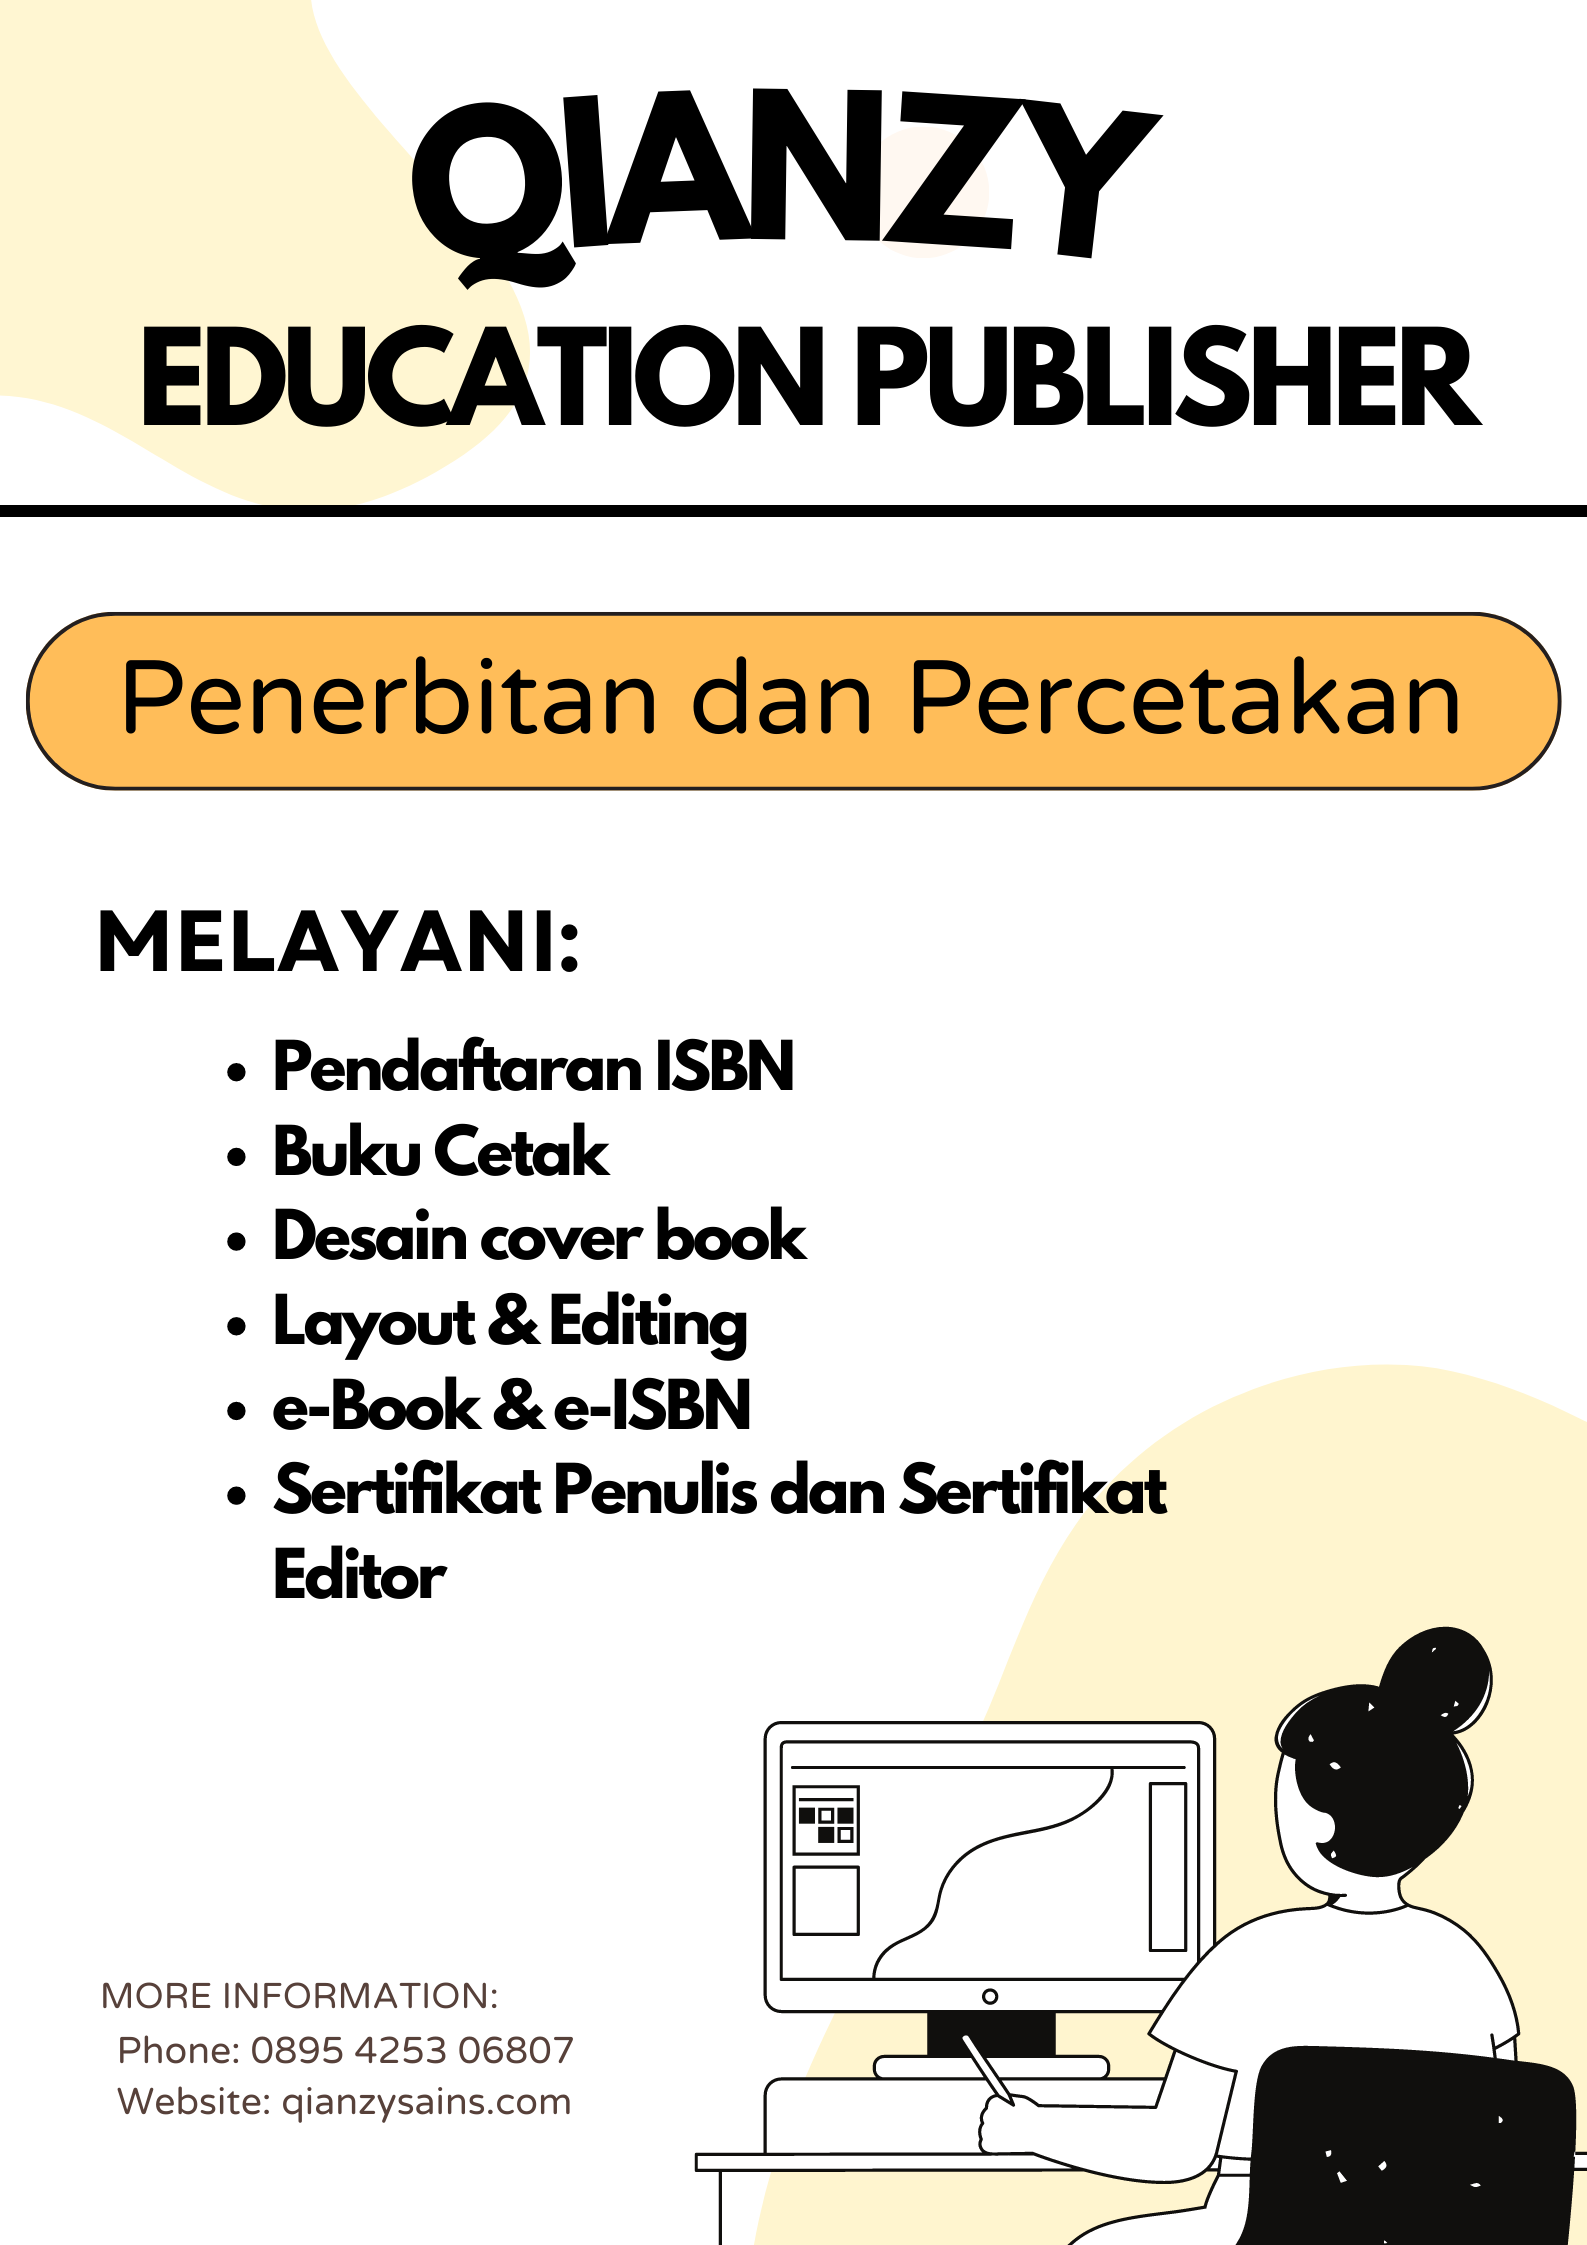 QIANZY
EDUCATION PUBLISHER
Penerbitan dan Percetakan
MELAYANI:
• Pendaftaran ISBN
• Buku Cetak
• Desain cover book
• Layout & Editing
• e-Book & e-ISBN
• Sertifikat Penulis dan Sertifikat
Editor
MORE INFORMATION:
Phone: 0895 4253 06807
Website: qianzysains.com